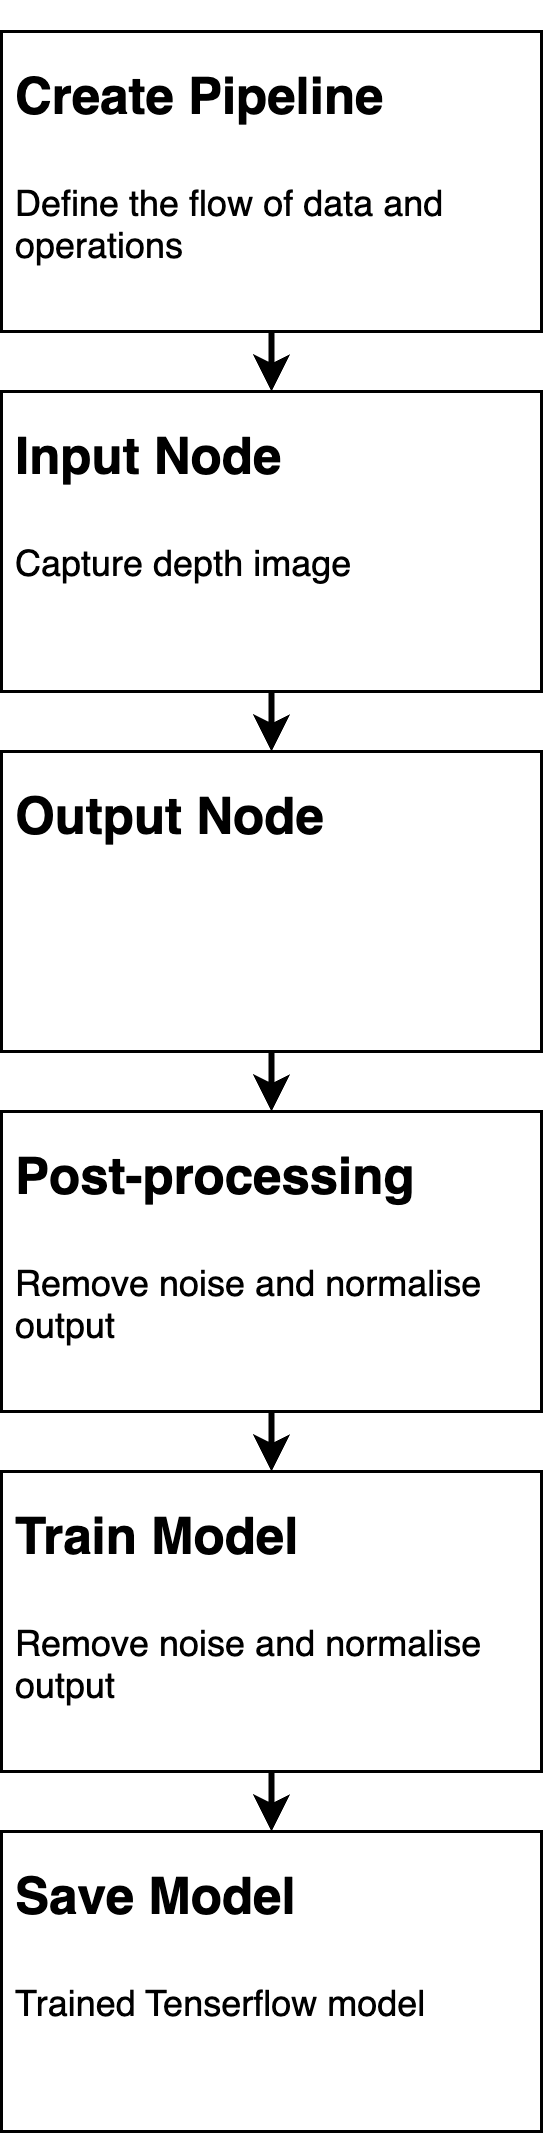 Create Pipeline
Define the flow of data and
operations
Input Node
Capture depth image
Output Node
Post-processing
Remove noise and normalise
output
Train Model
Remove noise and normalise
output
Save Model
Trained Tenserflow model